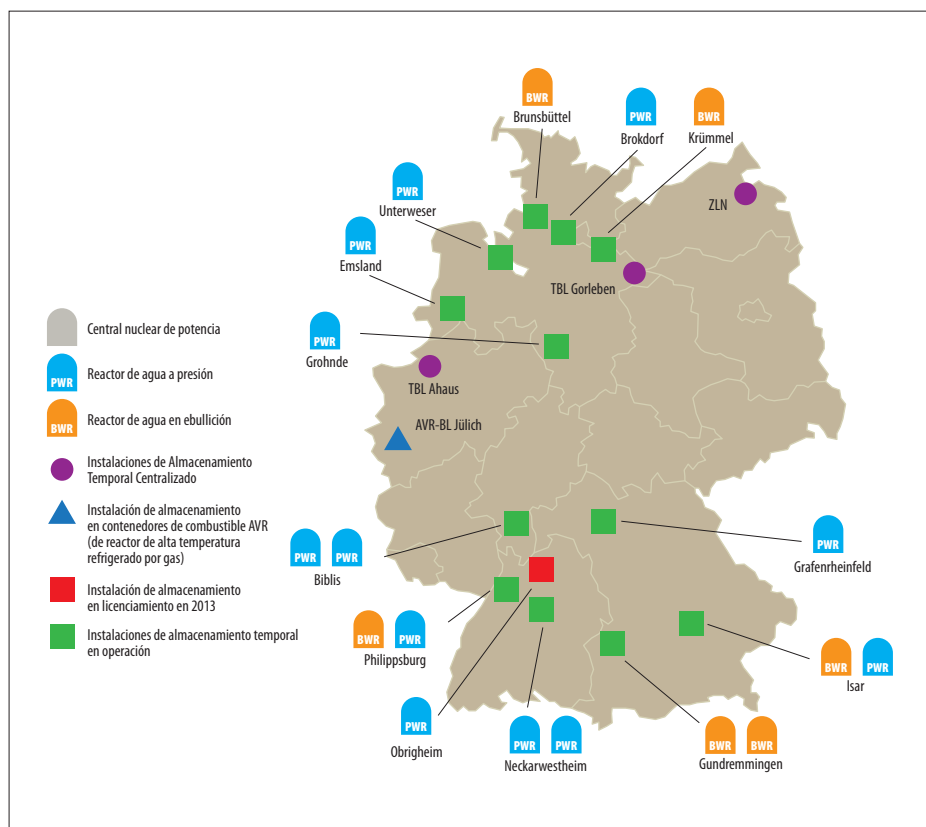 BWR
Brunsbüttel
PWR
Brokdorf
BWR
Krümmel
PWR
Unterweser
ZLN
PWR
Emsland
TBL Gorleben
PWR
Grohnde
TBL Ahaus
AVR-BL Jülich
Central nuclear de potencia
PWR
Reactor de agua a presión
BWR
Reactor de agua en ebullición
Instalaciones de Almacenamiento
Temporal Centralizado
Instalación de almacenamiento
en contenedores de combustible AVR
(de reactor de alta temperatura
refrigerado por gas)
Instalación de almacenamiento
en licenciamiento en 2013
Instalaciones de almacenamiento temporal
en operación
PWR PWR
Biblis
PWR
Grafenrheinfeld
BWR PWR
Philippsburg
BWR PWR
Isar
PWR
Obrigheim
PWR PWR
Neckarwestheim
BWR BWR
Gundremmingen